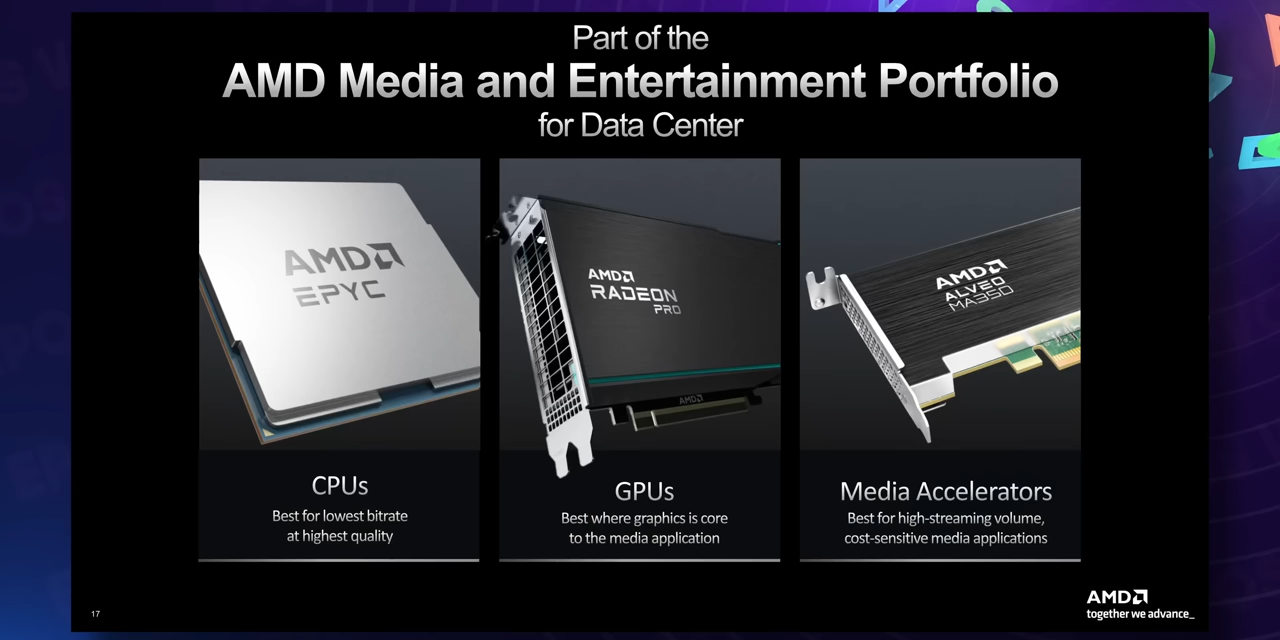 Part of the
AMD Media and Entertainment Portfolio
for Data Center
AMD
EPYC
AMD
RADEON
PRO
AMD
AMD
ALVEO
MA35D
CPUs
Best for lowest bitrate
at highest quality
GPUs
Best where graphics is core
to the media application
Media Accelerators
Best for high-streaming volume,
cost-sensitive media applications
17
AMD
together we advance_